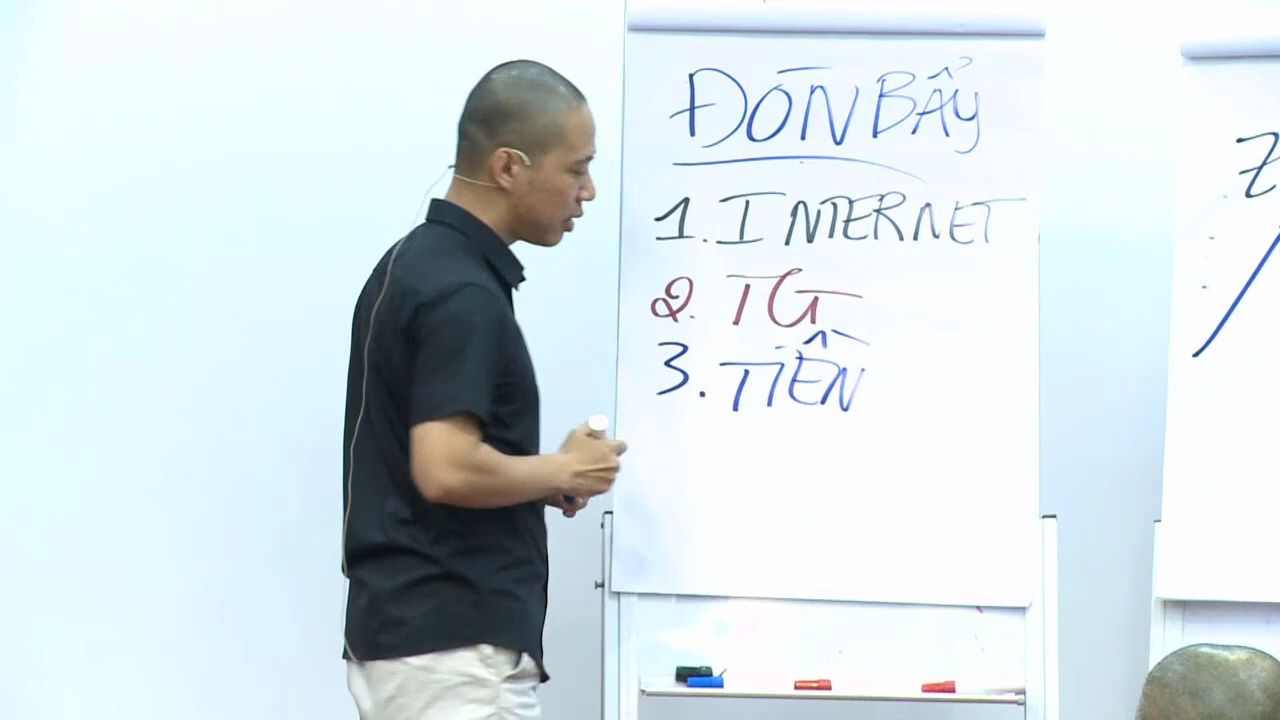 ĐÒN BẨY
1. INTERNET
2. TG
3. TIỀN